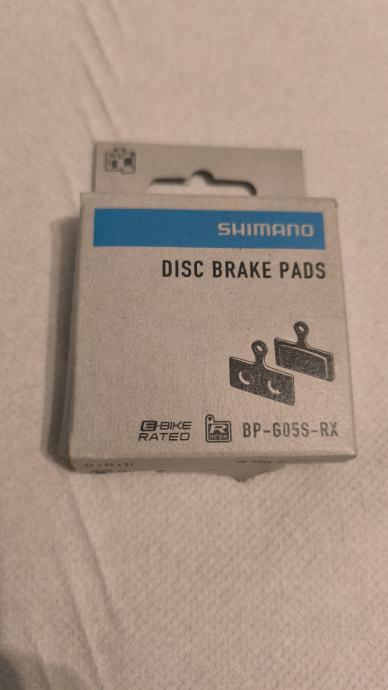 SHIMANO
DISC BRAKE PADS
E-BIKE
RATED
R
BP-G05S-RX